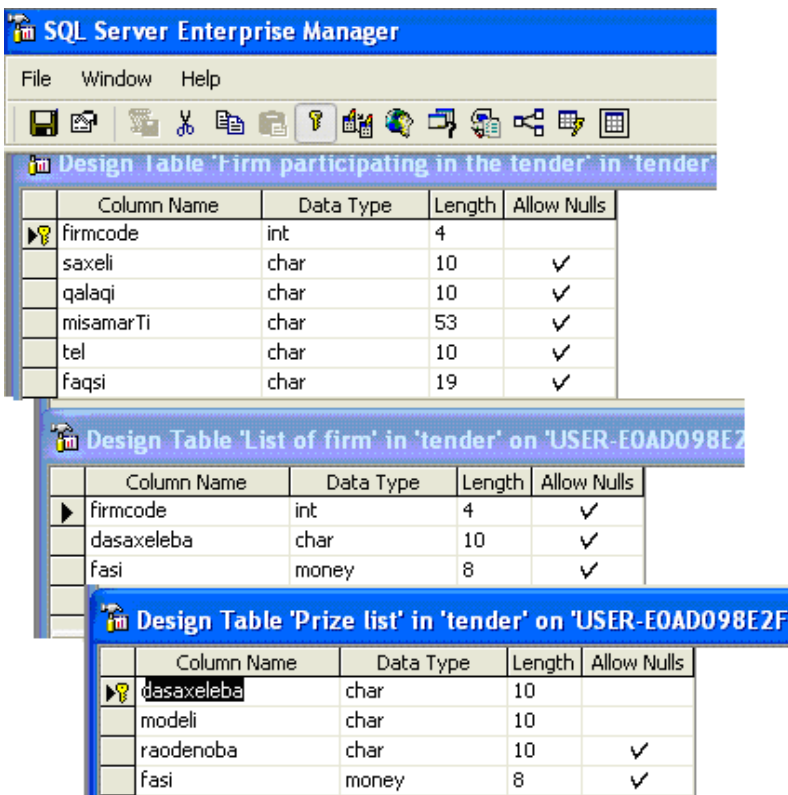 SQL Server Enterprise Manager
File Window Help
Design Table 'Firm participating in the tender' in 'tender'
Column Name Data Type Length Allow Nulls
firmcode int 4
saxeli char 10
qalaqi char 10
misamarTi char 53
tel char 10
faqsi char 19
Design Table 'List of firm' in 'tender' on 'USER-E0AD098E2
Column Name Data Type Length Allow Nulls
firmcode int 4
dasaxeleba char 10
fasi money 8
Design Table 'Prize list' in 'tender' on 'USER-E0AD098E2F
Column Name Data Type Length Allow Nulls
dasaxeleba char 10
modeli char 10
raodenoba char 10
fasi money 8